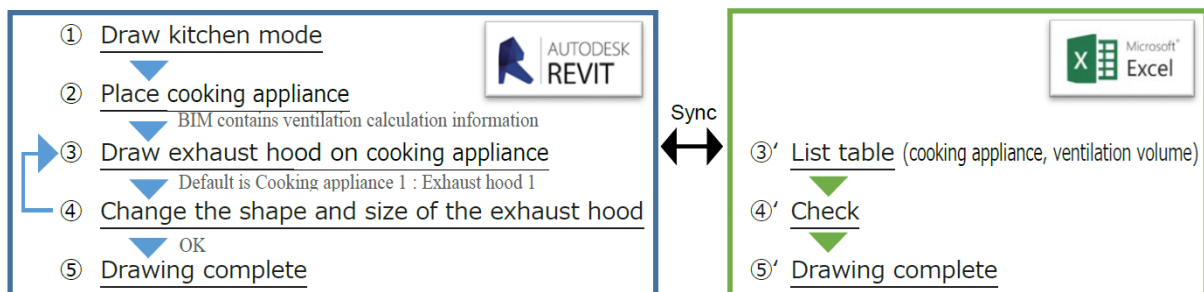 ① Draw kitchen mode
AUTODESK
REVIT
② Place cooking appliance
BIM contains ventilation calculation information
③ Draw exhaust hood on cooking appliance
Default is Cooking appliance 1 : Exhaust hood 1
④ Change the shape and size of the exhaust hood
OK
⑤ Drawing complete
Sync
Microsoft®
X Excel
③‘ List table (cooking appliance, ventilation volume)
④‘ Check
⑤‘ Drawing complete